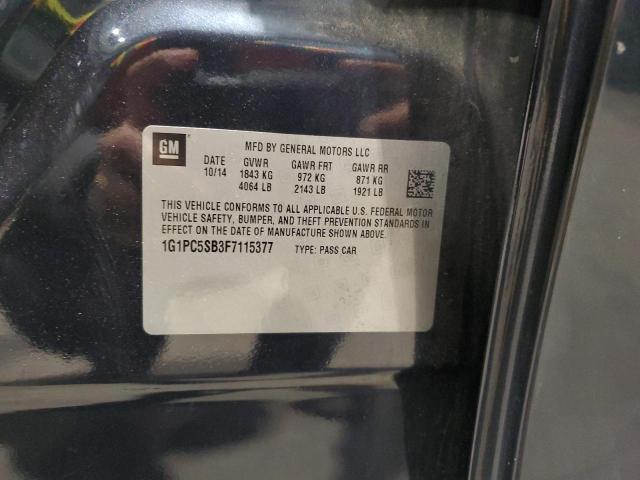 GM
MFD BY GENERAL MOTORS LLC
DATE GVWR GAWR FRT GAWR RR
10/14 1843 KG 972 KG 871 KG
4064 LB 2143 LB 1921 LB
THIS VEHICLE CONFORMS TO ALL APPLICABLE U.S. FEDERAL MOTOR
VEHICLE SAFETY, BUMPER, AND THEFT PREVENTION STANDARDS IN
EFFECT ON THE DATE OF MANUFACTURE SHOWN ABOVE.
1G1PC5SB3F7115377 TYPE: PASS CAR